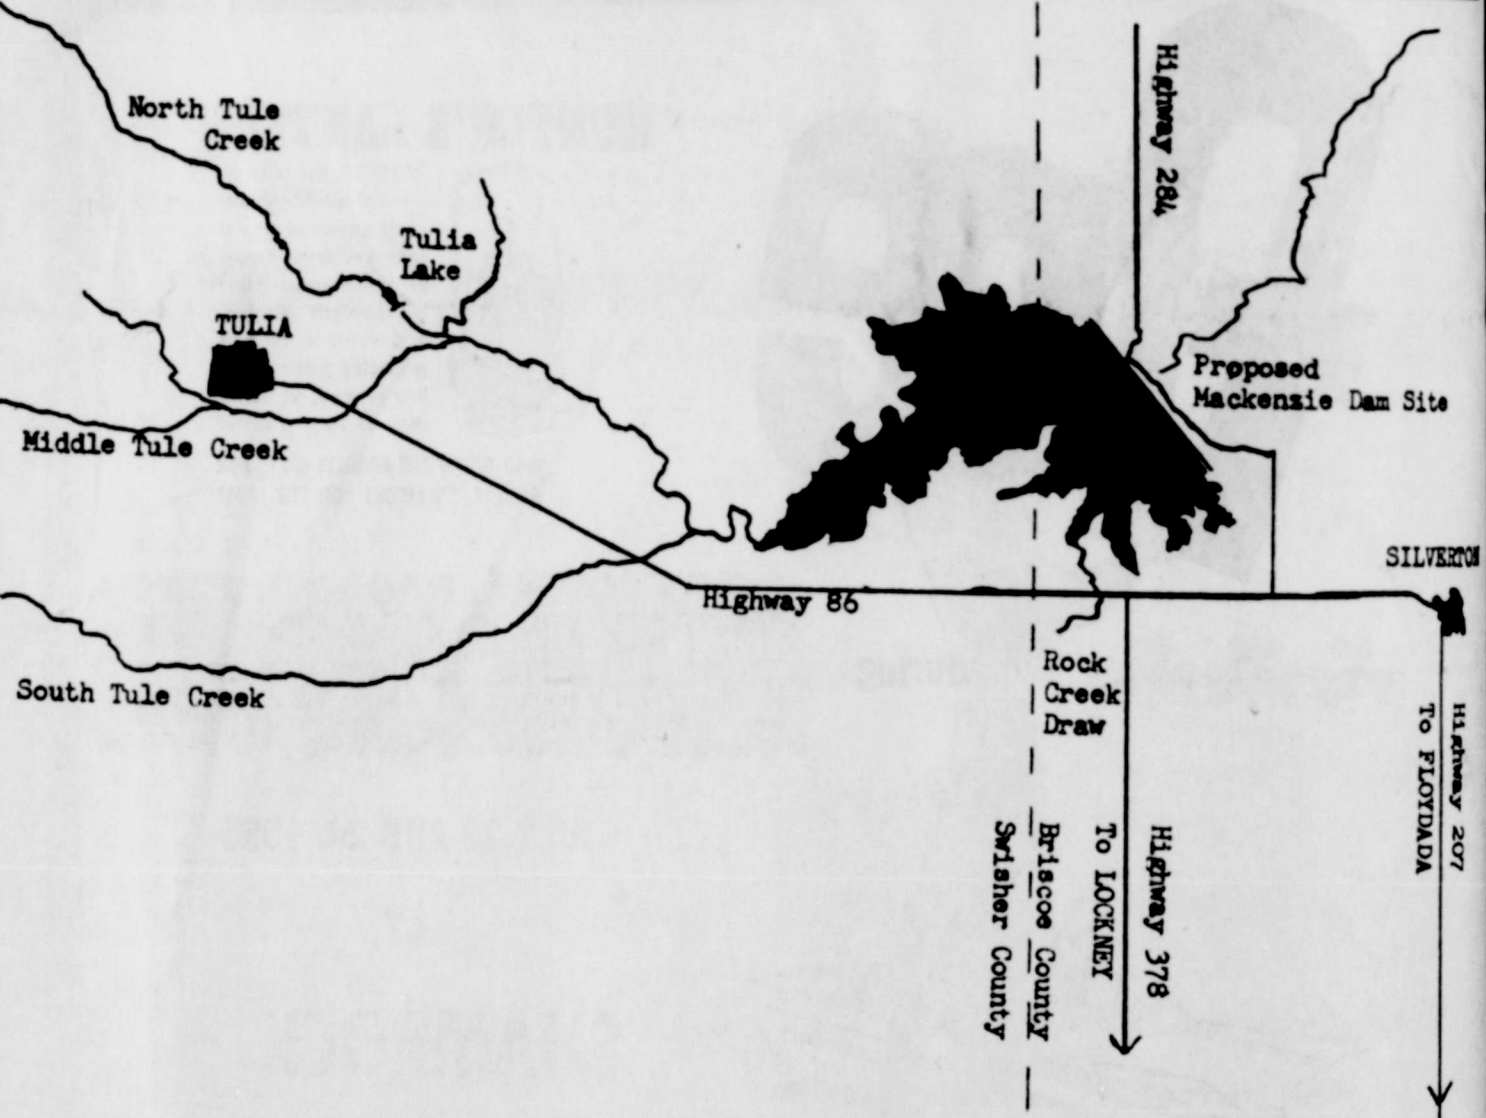 North Tule
Creek
Tulia
Lake
TULIA
Middle Tule Creek
South Tule Creek
Highway 86
Highway 284
Proposed
Mackenzie Dam Site
SILVERTON
Rock
Creek
Draw
Highway 207
To FLOYDADA
Highway 378
To LOCKNEY
Briscoe County
Swisher County